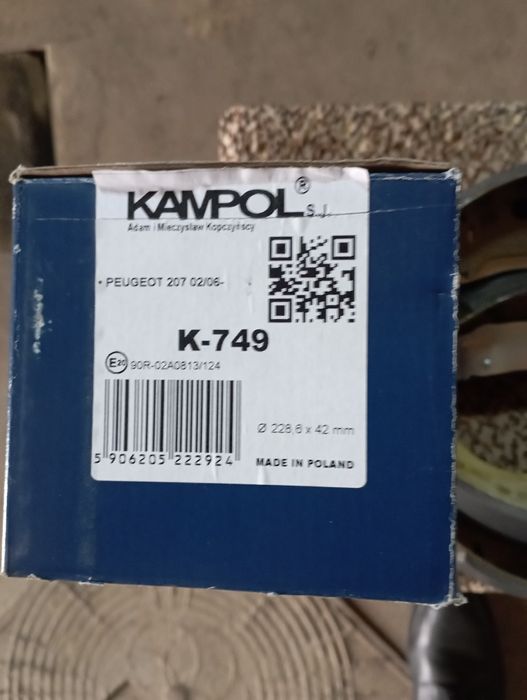 KAMPOL® S.J.
Adam i Mieczysław Kopczyńscy
• PEUGEOT 207 02/06-
K-749
E20 90R-02A0813/124
Ø 228,6 x 42 mm
5 906205 222924
MADE IN POLAND